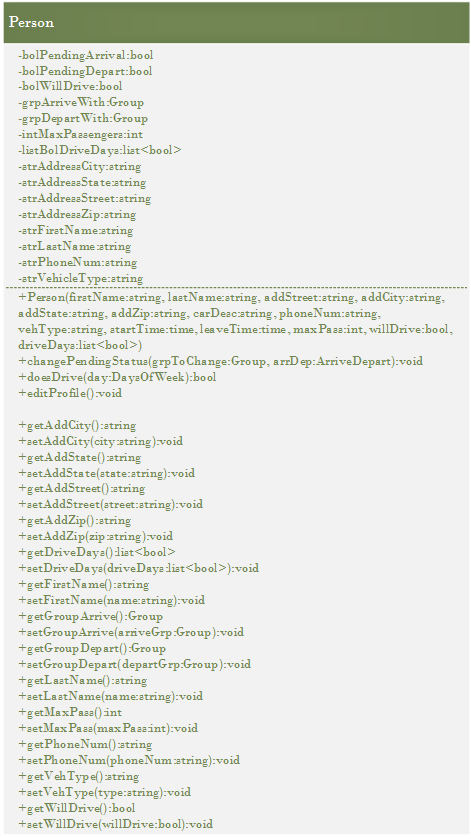 Person
-bolPendingArrival:bool
-bolPendingDepart:bool
-bolWillDrive:bool
-grpArriveWith:Group
-grpDepartWith:Group
-intMaxPassengers:int
-listBolDriveDays:list<bool>
-strAddressCity:string
-strAddressState:string
-strAddressStreet:string
-strAddressZip:string
-strFirstName:string
-strLastName:string
-strPhoneNum:string
-strVehicleType:string
+Person(firstName:string, lastName:string, addStreet:string, addCity:string,
addState:string, addZip:string, carDesc:string, phoneNum:string,
vehType:string, startTime:time, leaveTime:time, maxPass:int, willDrive:bool,
driveDays:list<bool>)
+changePendingStatus(grpToChange:Group, arrDep:ArriveDepart):void
+doesDrive(day:DaysOfWeek):bool
+editProfile():void
+getAddCity():string
+setAddCity(city:string):void
+getAddState():string
+setAddState(state:string):void
+getAddStreet():string
+setAddStreet(street:string):void
+getAddZip():string
+setAddZip(zip:string):void
+getDriveDays():list<bool>
+setDriveDays(driveDays:list<bool>):void
+getFirstName():string
+setFirstName(name:string):void
+getGroupArrive():Group
+setGroupArrive(arriveGrp:Group):void
+getGroupDepart():Group
+setGroupDepart(departGrp:Group):void
+getLastName():string
+setLastName(name:string):void
+getMaxPass():int
+setMaxPass(maxPass:int):void
+getPhoneNum():string
+setPhoneNum(phoneNum:string):void
+getVehType():string
+setVehType(type:string):void
+getWillDrive():bool
+setWillDrive(willDrive:bool):void